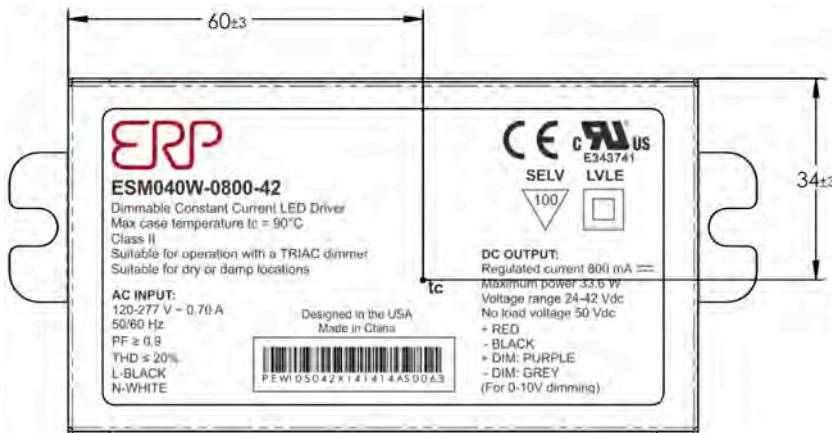 60±3
34±3
ERP
ESM040W-0800-42
Dimmable Constant Current LED Driver
Max case temperature tc = 90°C
Class II
Suitable for operation with a TRIAC dimmer
Suitable for dry or damp locations
AC INPUT:
120-277 V ~ 0.70 A
50/60 Hz
PF ≥ 0.9
THD ≤ 20%
L-BLACK
N-WHITE
Designed in the USA
Made in China
PEWI05042X141414AS0063
CE
c RU US
E343741
SELV LVLE
100
tc
DC OUTPUT:
Regulated current 800 mA
Maximum power 33.6 W
Voltage range 24-42 Vdc
No load voltage 50 Vdc
+ RED
- BLACK
+ DIM: PURPLE
- DIM: GREY
(For 0-10V dimming)